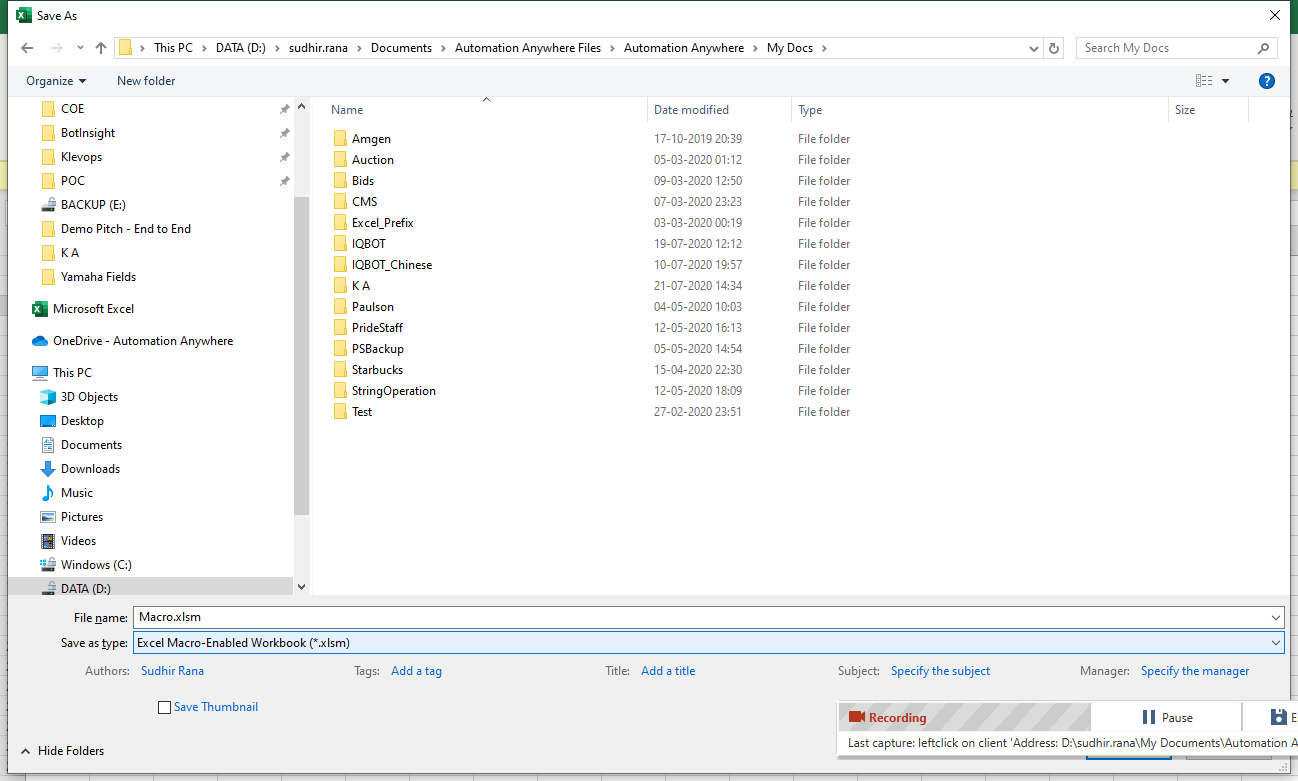 Save As
This PC > DATA (D:) > sudhir.rana > Documents > Automation Anywhere Files > Automation Anywhere > My Docs >
Search My Docs
Organize
New folder
COE
BotInsight
Klevops
POC
BACKUP (E:)
Demo Pitch - End to End
K A
Yamaha Fields
Microsoft Excel
OneDrive - Automation Anywhere
This PC
3D Objects
Desktop
Documents
Downloads
Music
Pictures
Videos
Windows (C:)
DATA (D:)
Name Date modified Type Size
Amgen 17-10-2019 20:39 File folder
Auction 05-03-2020 01:12 File folder
Bids 09-03-2020 12:50 File folder
CMS 07-03-2020 23:23 File folder
Excel_Prefix 03-03-2020 00:19 File folder
IQBOT 19-07-2020 12:12 File folder
IQBOT_Chinese 10-07-2020 19:57 File folder
K A 21-07-2020 14:34 File folder
Paulson 04-05-2020 10:03 File folder
PrideStaff 12-05-2020 16:13 File folder
PSBackup 05-05-2020 14:54 File folder
Starbucks 15-04-2020 22:30 File folder
StringOperation 12-05-2020 18:09 File folder
Test 27-02-2020 23:51 File folder
File name: Macro.xlsm
Save as type: Excel Macro-Enabled Workbook (*.xlsm)
Authors: Sudhir Rana Tags: Add a tag Title: Add a title Subject: Specify the subject Manager: Specify the manager
Save Thumbnail
Recording Pause E
Last capture: leftclick on client 'Address: D:\sudhir.rana\My Documents\Automation A
Hide Folders